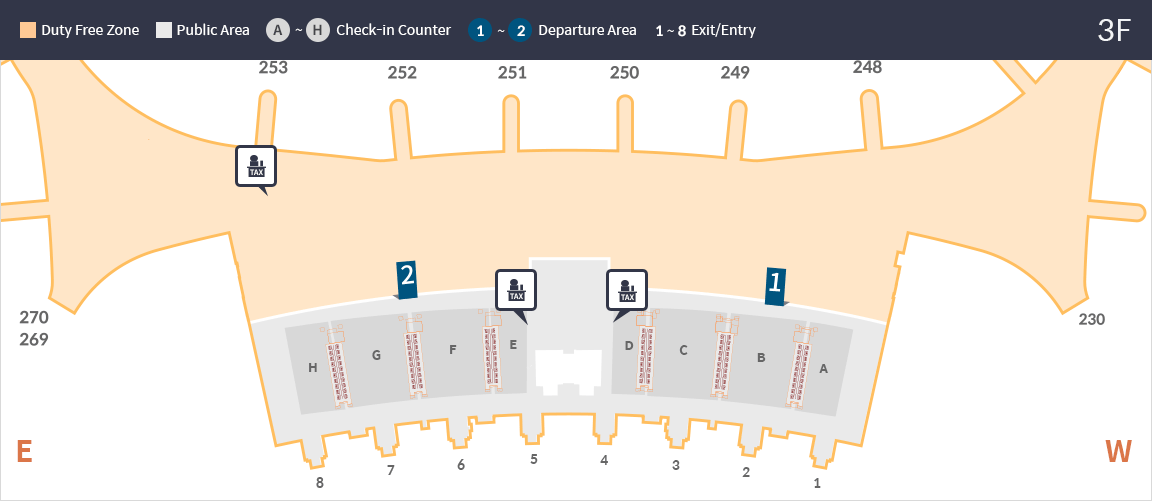 Duty Free Zone Public Area A ~ H Check-in Counter 1 ~ 2 Departure Area 1 ~ 8 Exit/Entry 3F
253 252 251 250 249 248
TAX
2 TAX TAX 1
270 230
269
H G F E D C B A
E W
8 7 6 5 4 3 2 1